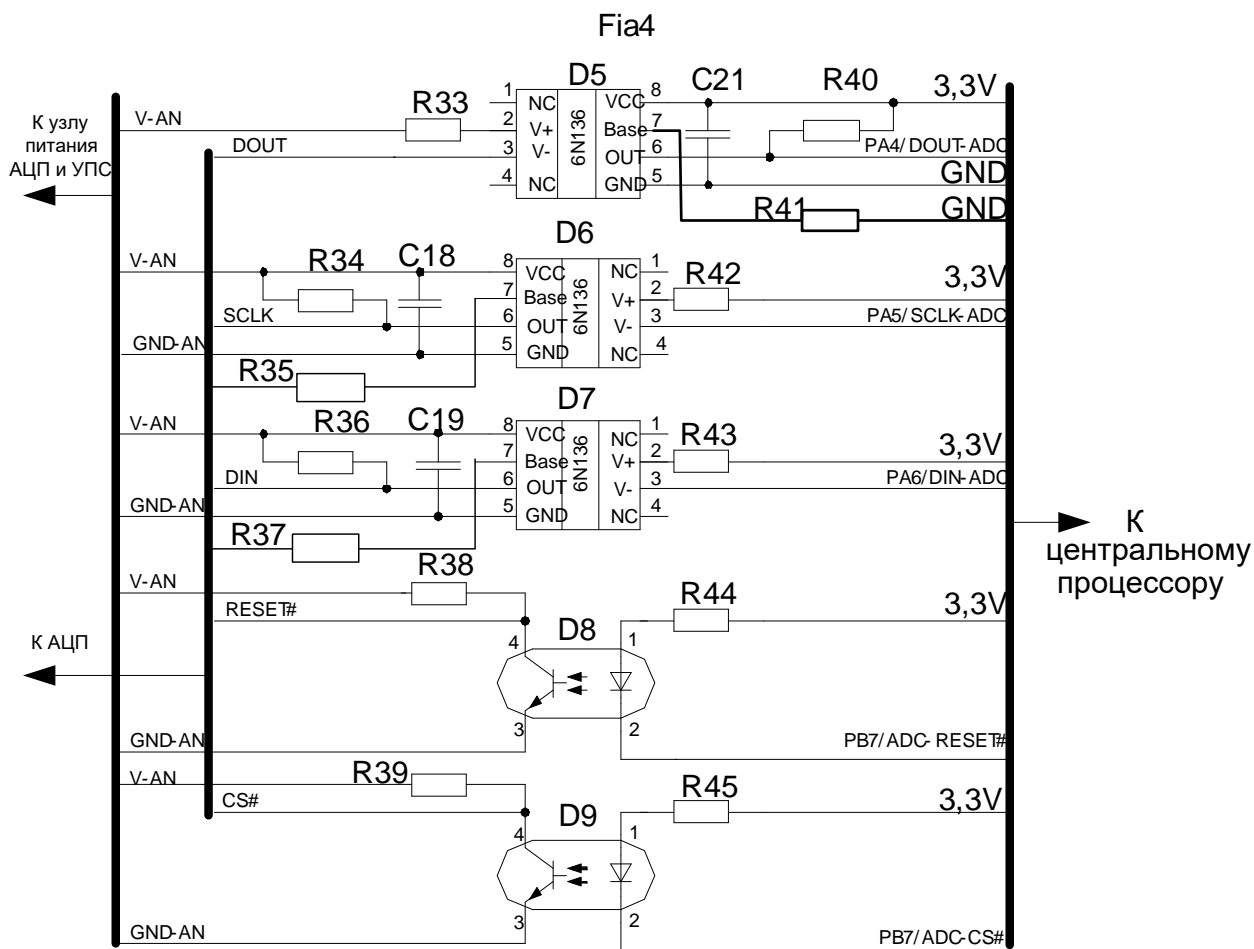 Fia4
D5
C21
R40
3,3V
К узлу
питания
АЦП и УПС
V-AN
R33
1
2
3
4
NC
V+
V-
NC
6N136
VCC
Base
OUT
GND
8
7
6
5
DOUT
PA4/DOUT-ADC
GND
R41
GND
D6
V-AN
R34
C18
8
7
6
5
VCC
Base
OUT
GND
6N136
NC
V+
V-
NC
1
2
3
4
R42
3,3V
SCLK
PA5/SCLK-ADC
GND-AN
R35
D7
V-AN
R36
C19
8
7
6
5
VCC
Base
OUT
GND
6N136
NC
V+
V-
NC
1
2
3
4
R43
3,3V
DIN
PA6/DIN-ADC
GND-AN
R37
К
центральному
процессору
V-AN
R38
R44
3,3V
RESET#
D8
4
1
К АЦП
3
2
GND-AN
PB7/ADC-RESET#
V-AN
R39
R45
3,3V
CS#
D9
4
1
3
2
GND-AN
PB7/ADC-CS#